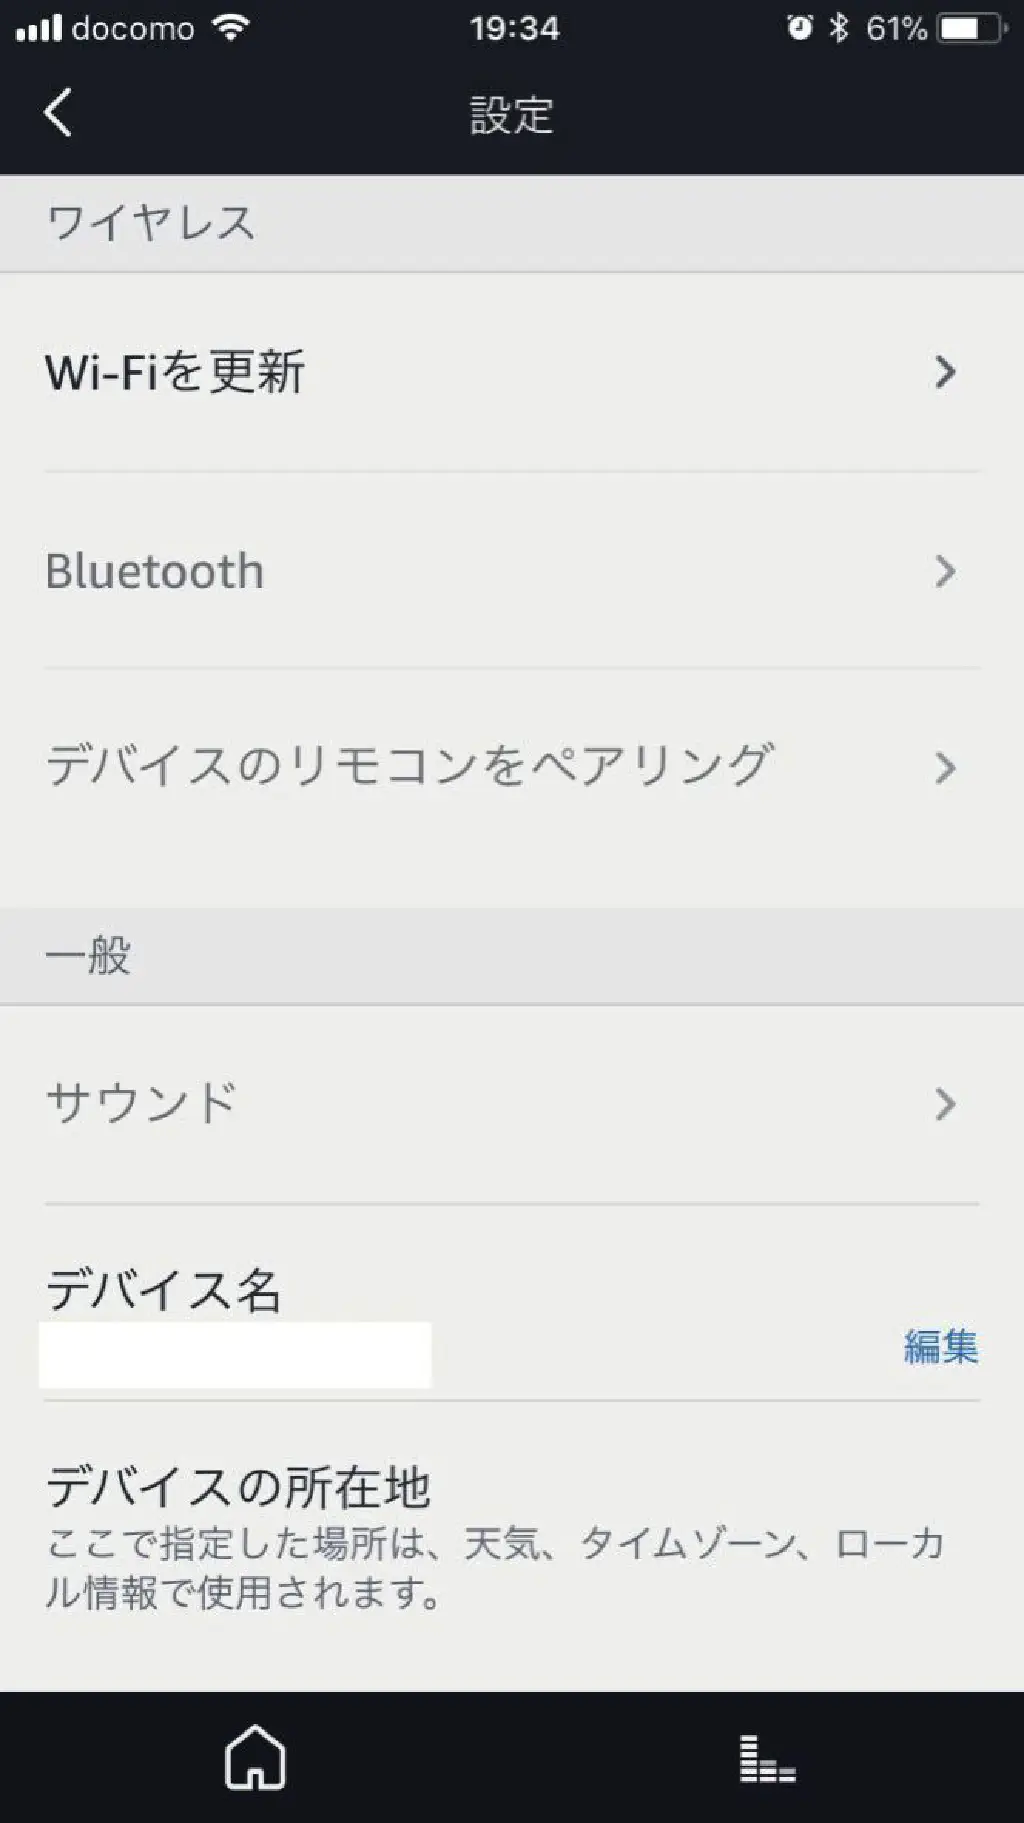 docomo 19:34 61%
設定
ワイヤレス
Wi-Fiを更新
Bluetooth
デバイスのリモコンをペアリング
一般
サウンド
デバイス名
編集
デバイスの所在地
ここで指定した場所は、天気、タイムゾーン、ローカ
ル情報で使用されます。